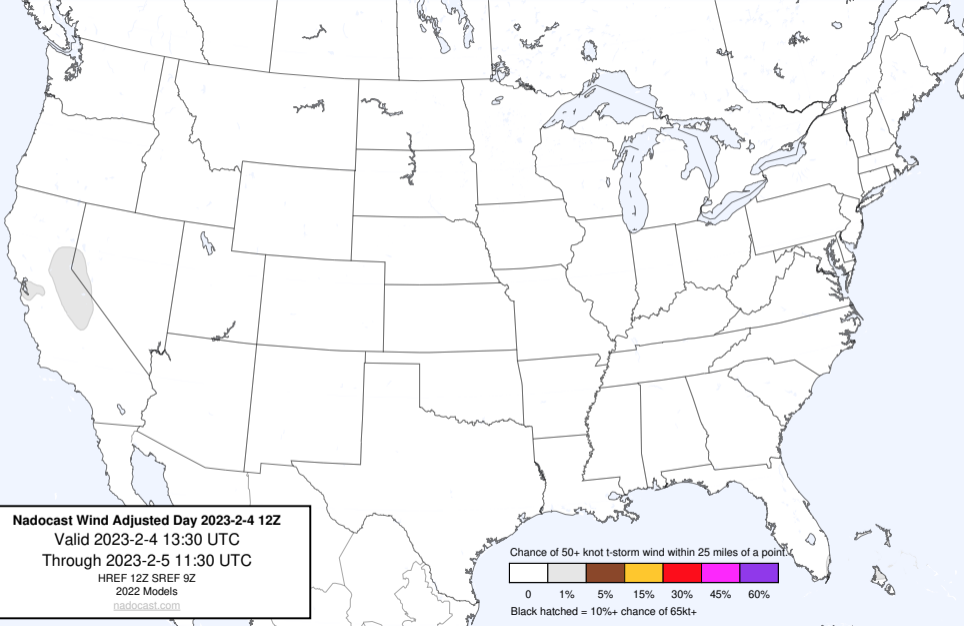 Nadocast Wind Adjusted Day 2023-2-4 12Z
Valid 2023-2-4 13:30 UTC
Through 2023-2-5 11:30 UTC
HREF 12Z SREF 9Z
2022 Models
nadocast.com
Chance of 50+ knot t-storm wind within 25 miles of a point.
0 1% 5% 15% 30% 45% 60%
Black hatched = 10%+ chance of 65kt+